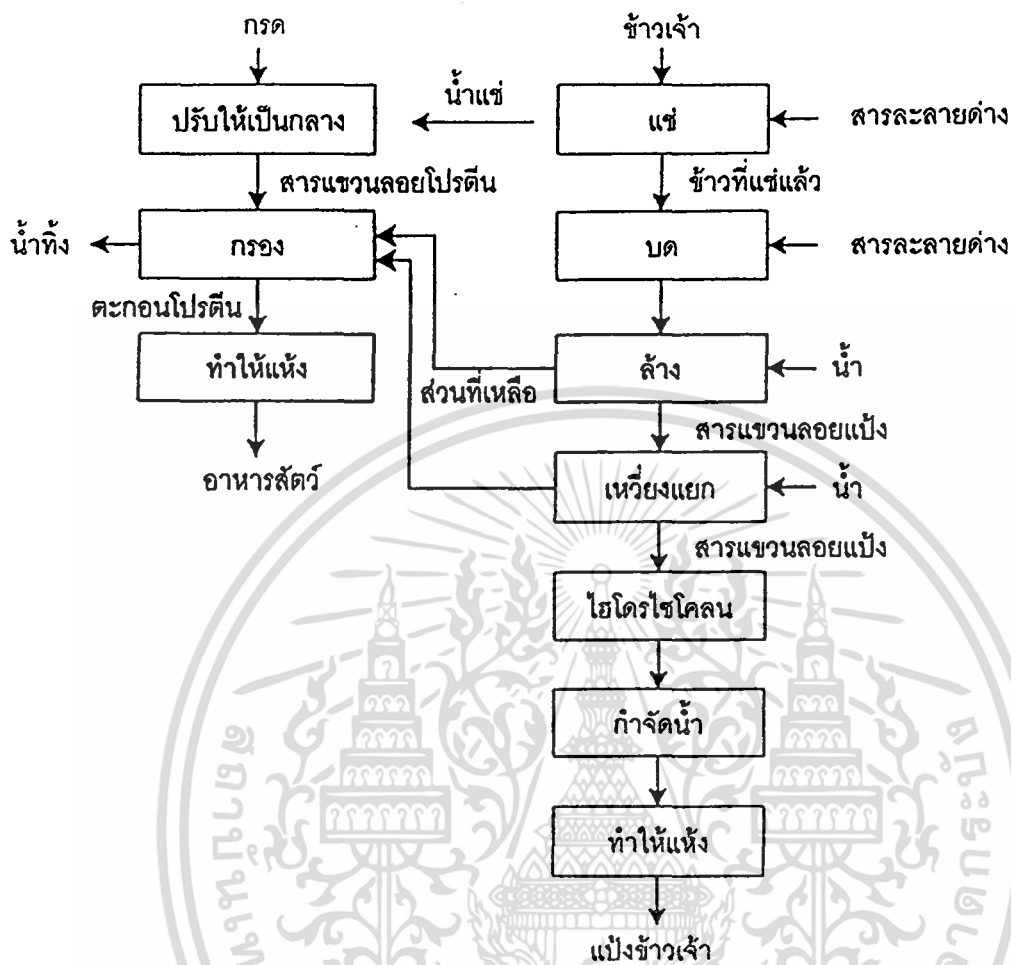 กรด
ข้าวเจ้า
ปรับให้เป็นกลาง
น้ำแช่
แช่
สารละลายด่าง
สารแขวนลอยโปรตีน
ข้าวที่แช่แล้ว
น้ำทิ้ง
กรอง
บด
สารละลายด่าง
ตะกอนโปรตีน
ทำให้แห้ง
ส่วนที่เหลือ
ล้าง
น้ำ
อาหารสัตว์
สารแขวนลอยแป้ง
เหวี่ยงแยก
น้ำ
สารแขวนลอยแป้ง
ไฮโดรไซโคลน
กำจัดน้ำ
ทำให้แห้ง
แป้งข้าวเจ้า